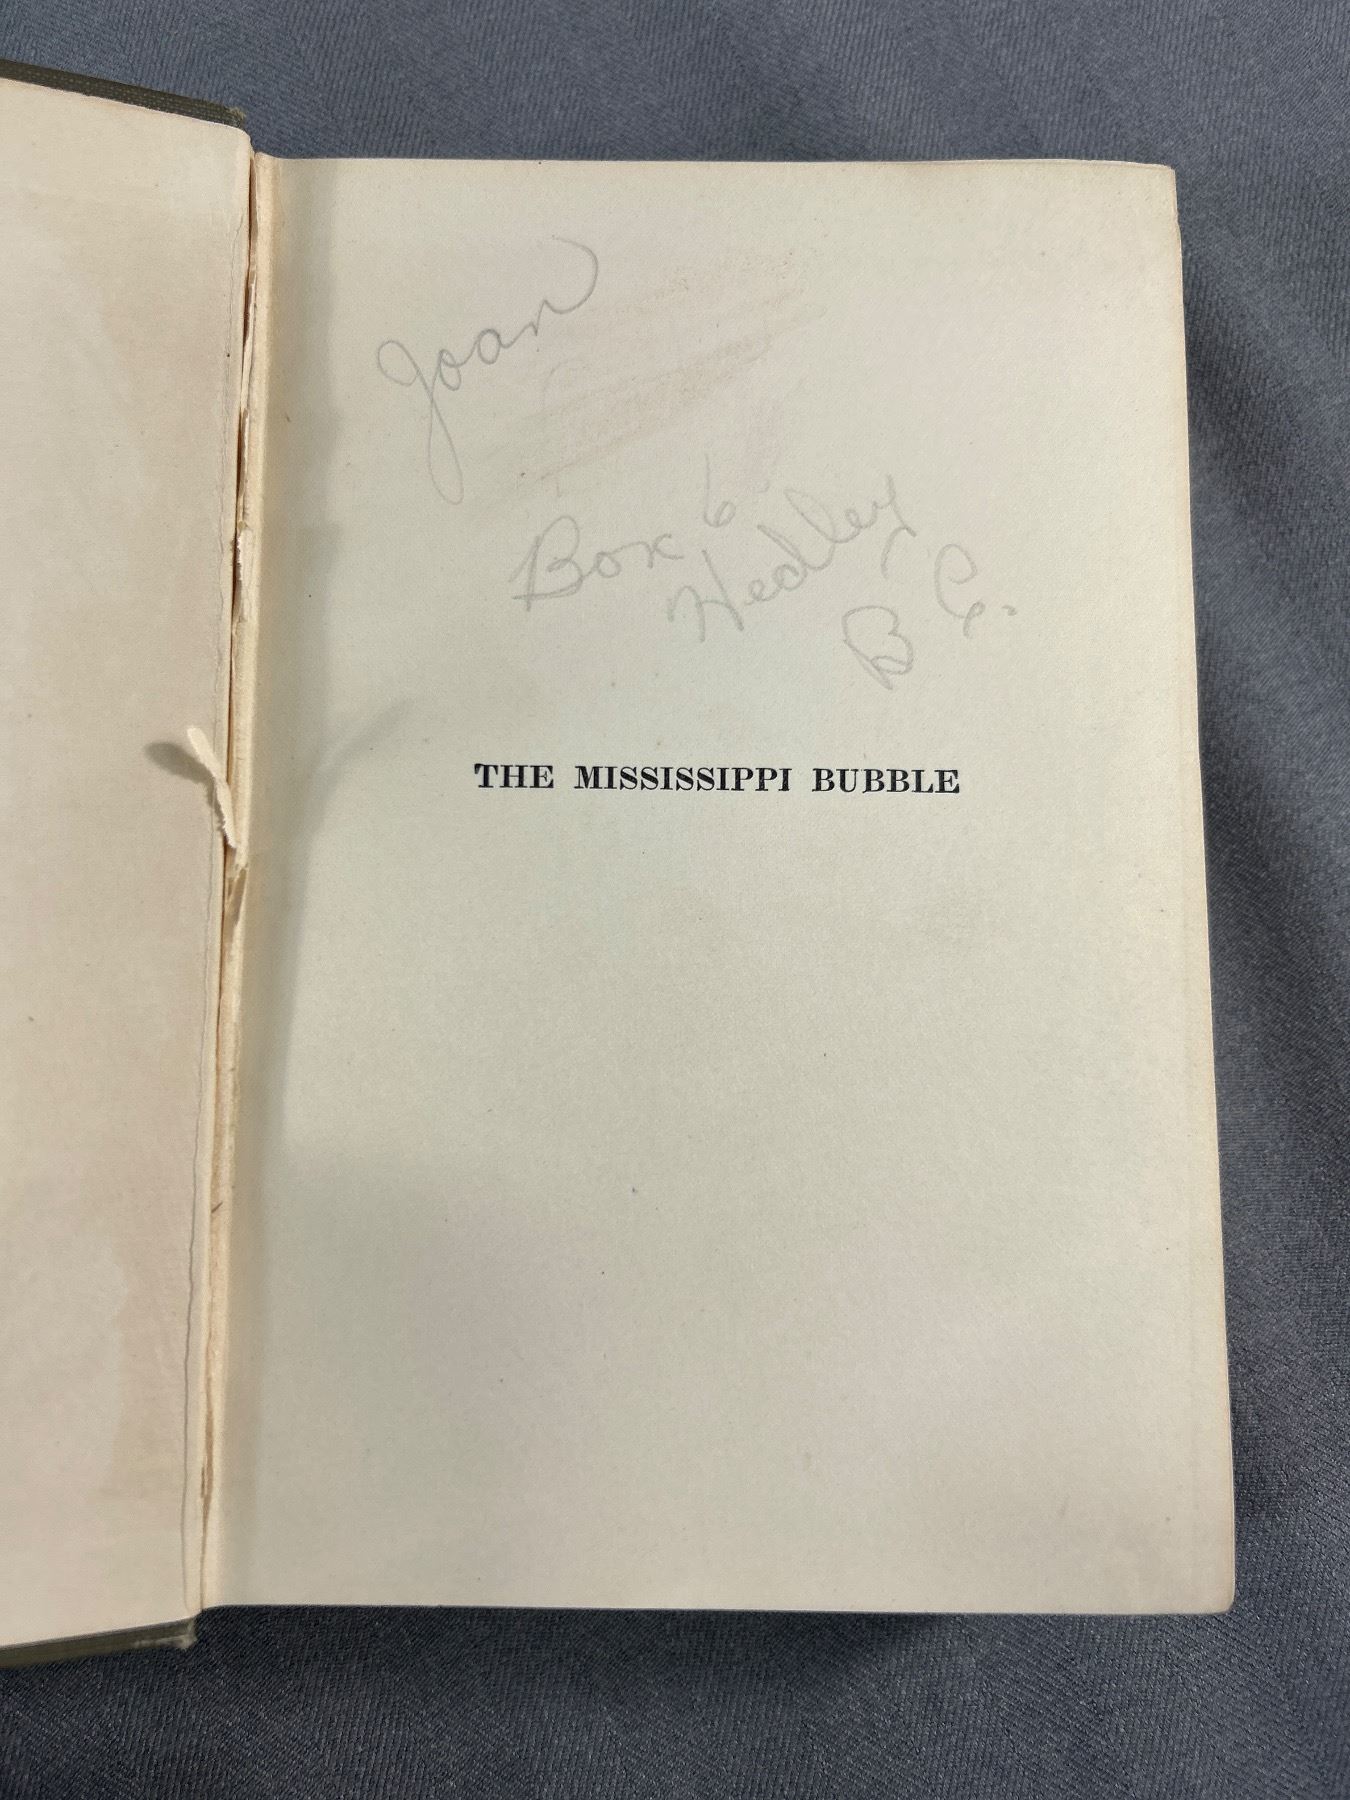 Joan
Box 6
Hedley
B C.
THE MISSISSIPPI BUBBLE